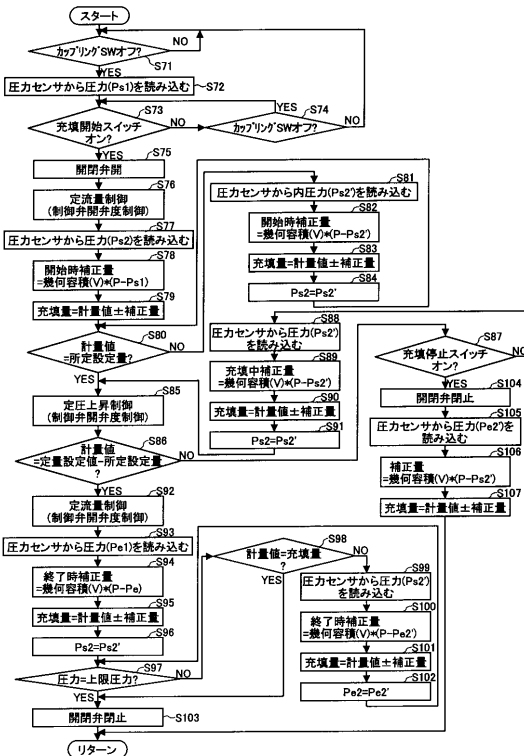 スタート
カップリングSWオフ?
NO
S71
YES
圧力センサから圧力(Ps1)を読み込む
S72
S73
充填開始スイッチ
オン?
NO
YES
S74
カップリングSWオフ?
NO
YES
S75
開閉弁開
S76
定流量制御
(制御弁開弁度制御)
S77
圧力センサから圧力(Ps2)を読み込む
S78
開始時補正量
=幾何容積(V)*(P-Ps1)
S79
充填量=計量値±補正量
S80
計量値
=所定設定量?
NO
YES
S81
圧力センサから内圧力(Ps2')を読み込む
S82
開始時補正量
=幾何容積(V)*(P-Ps2')
S83
充填量=計量値±補正量
S84
Ps2=Ps2'
S85
定圧上昇制御
(制御弁開弁度制御)
S86
計量値
=定量設定値-所定設定量
?
NO
YES
S87
充填停止スイッチ
オン?
NO
YES
S88
圧力センサから圧力(Ps2')
を読み込む
S89
充填中補正量
=幾何容積(V)*(P-Ps2')
S90
充填量=計量値±補正量
S91
Ps2=Ps2'
S104
開閉弁閉止
S105
圧力センサから圧力(Ps2')を
読み込む
S106
補正量
=幾何容積(V)*(P-Ps2')
S107
充填量=計量値±補正量
S92
定流量制御
(制御弁開弁度制御)
S93
圧力センサから圧力(Pe1)を読み込む
S94
終了時補正量
=幾何容積(V)*(P-Pe)
S95
充填量=計量値±補正量
S96
Ps2=Ps2'
S97
圧力=上限圧力?
NO
YES
S98
計量値=充填量
?
NO
YES
S99
圧力センサから圧力(Ps2')
を読み込む
S100
終了時補正量
=幾何容積(V)*(P-Pe2')
S101
充填量=計量値±補正量
S102
Pe2=Pe2'
S103
開閉弁閉止
リターン